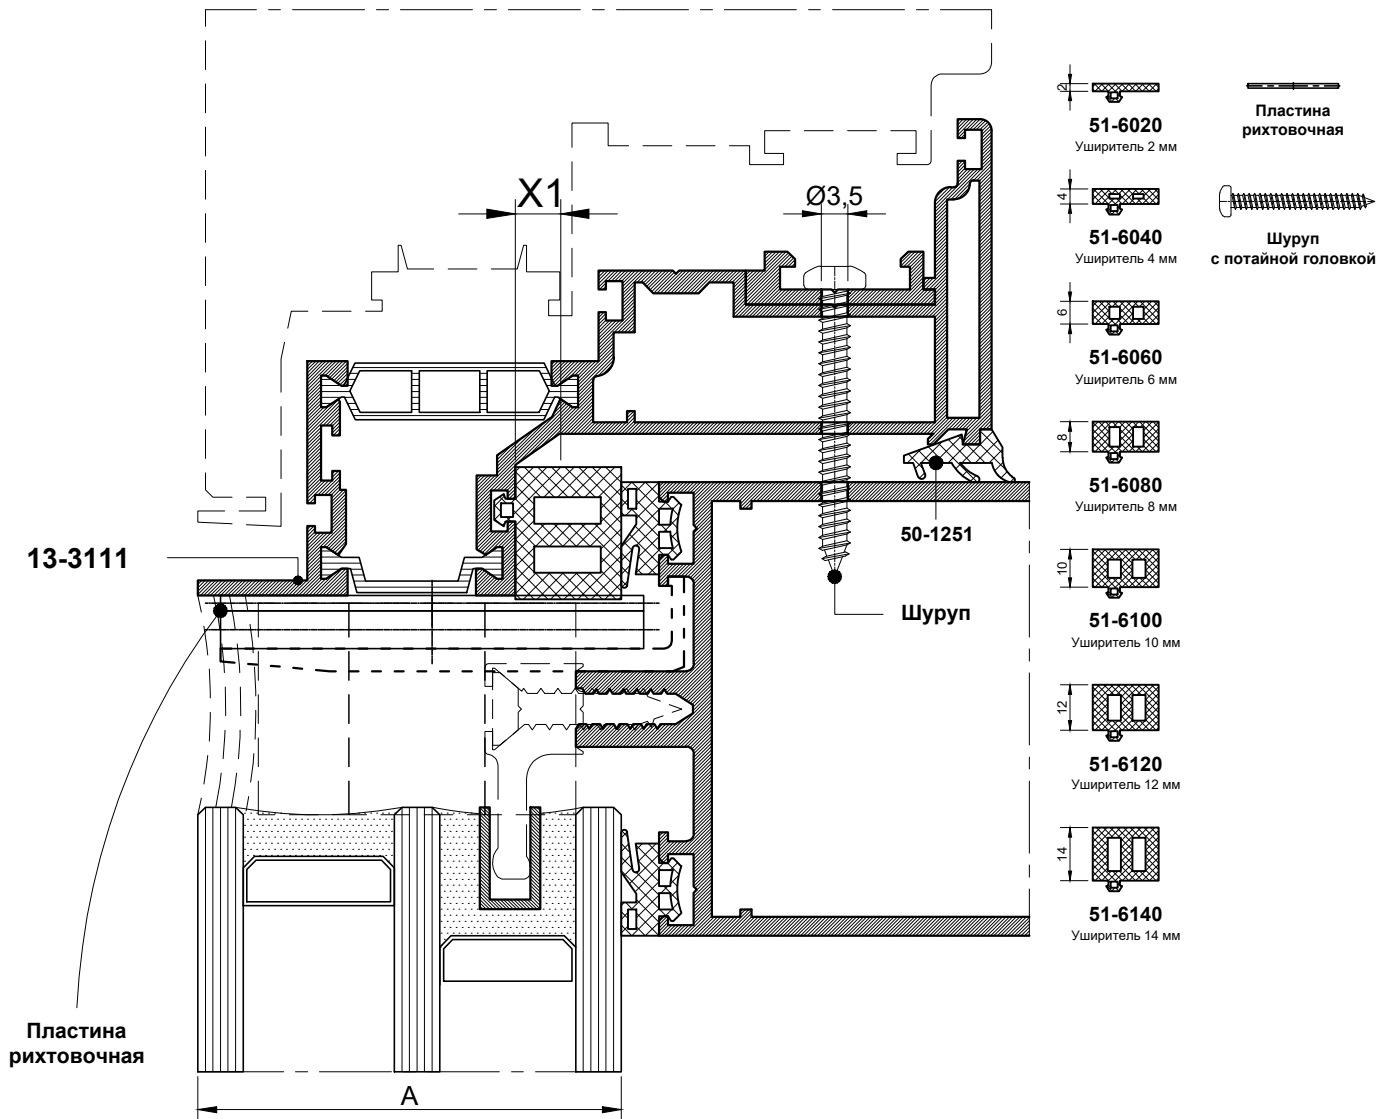 X1
Ø3,5
13-3111
50-1251
Шуруп
Пластина
рихтовочная
A
2
51-6020
Уширитель 2 мм
4
51-6040
Уширитель 4 мм
6
51-6060
Уширитель 6 мм
8
51-6080
Уширитель 8 мм
10
51-6100
Уширитель 10 мм
12
51-6120
Уширитель 12 мм
14
51-6140
Уширитель 14 мм
Пластина
рихтовочная
Шуруп
с потайной головкой